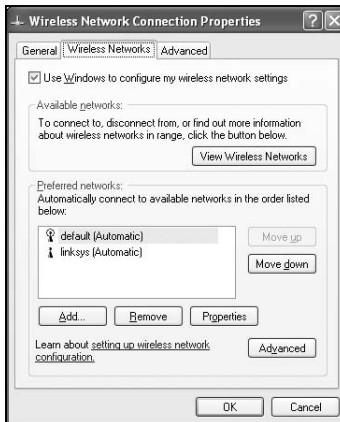 Wireless Network Connection Properties
General Wireless Networks Advanced
Use Windows to configure my wireless network settings
Available networks:
To connect to, disconnect from, or find out more information
about wireless networks in range, click the button below.
View Wireless Networks
Preferred networks:
Automatically connect to available networks in the order listed
below:
default (Automatic)
linksys (Automatic)
Move up
Move down
Add... Remove Properties
Learn about setting up wireless network
configuration.
Advanced
OK Cancel